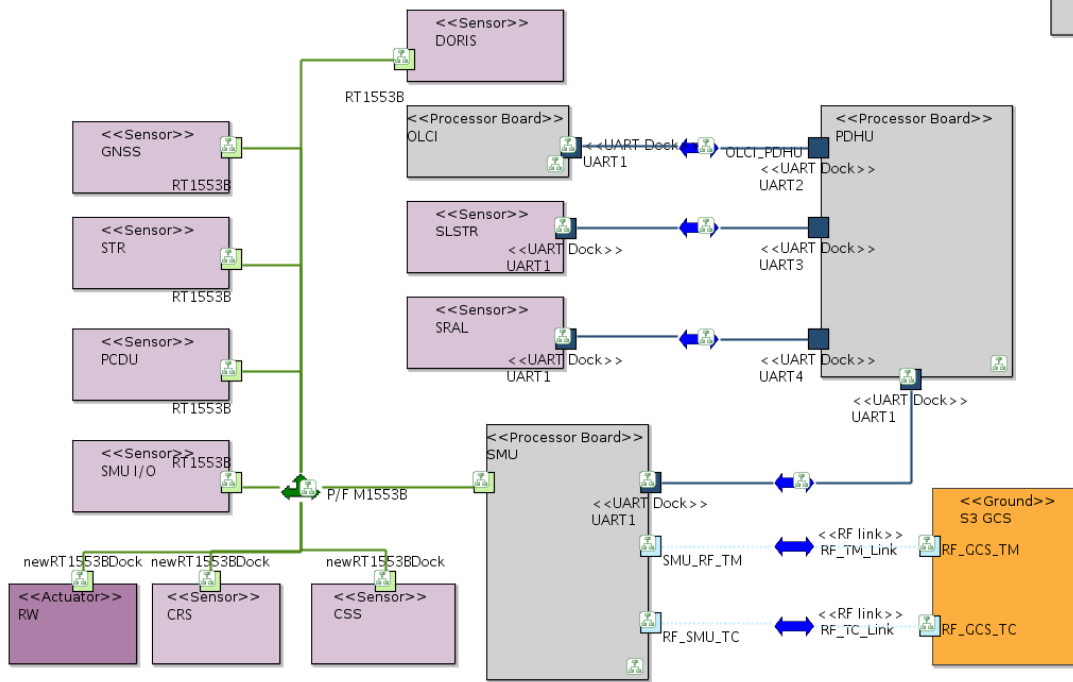 <<Sensor>>
DORIS
RT1553B
<<Processor Board>>
OLCI
<<UART Dock>>
UART1
OLCI_PDHU
<<Processor Board>>
PDHU
<<UART Dock>>
UART2
<<Sensor>>
GNSS
RT1553B
<<Sensor>>
STR
RT1553B
<<Sensor>>
SLSTR
<<UART Dock>>
UART1
<<UART Dock>>
UART3
<<Sensor>>
PCDU
RT1553B
<<Sensor>>
SRAL
<<UART Dock>>
UART1
<<UART Dock>>
UART4
<<UART Dock>>
UART1
<<Sensor>>
SMU I/O
RT1553B
P/F M1553B
<<Processor Board>>
SMU
<<UART Dock>>
UART1
SMU_RF_TM
RF_SMU_TC
<<RF link>>
RF_TM_Link
<<RF link>>
RF_TC_Link
<<Ground>>
S3 GCS
RF_GCS_TM
RF_GCS_TC
newRT1553BDock
<<Actuator>>
RW
newRT1553BDock
<<Sensor>>
CRS
newRT1553BDock
<<Sensor>>
CSS